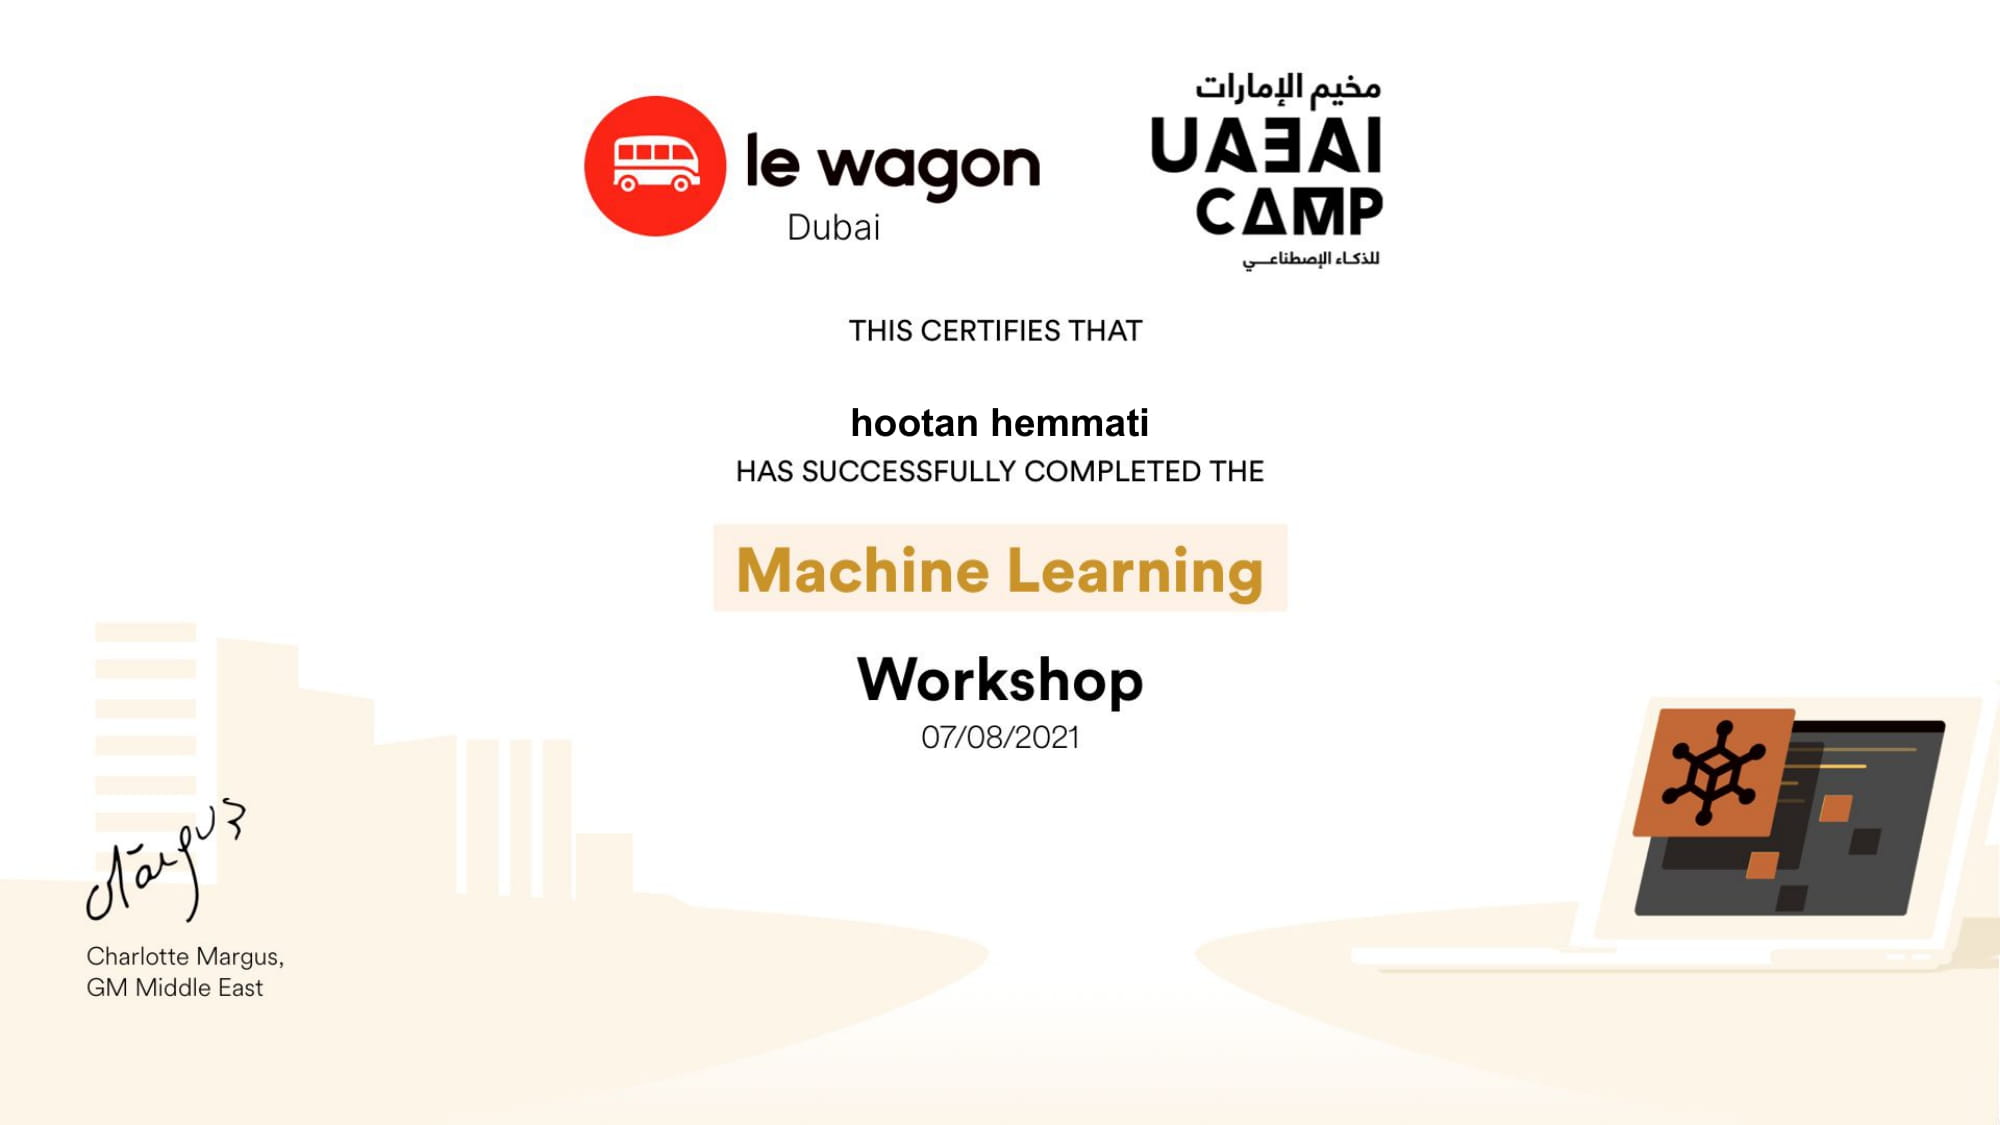 le wagon
Dubai
مخيم الإمارات
UAE AI
CAMP
للذكاء الإصطناعي
THIS CERTIFIES THAT
hootan hemmati
HAS SUCCESSFULLY COMPLETED THE
Machine Learning
Workshop
07/08/2021
Margus
Charlotte Margus,
GM Middle East